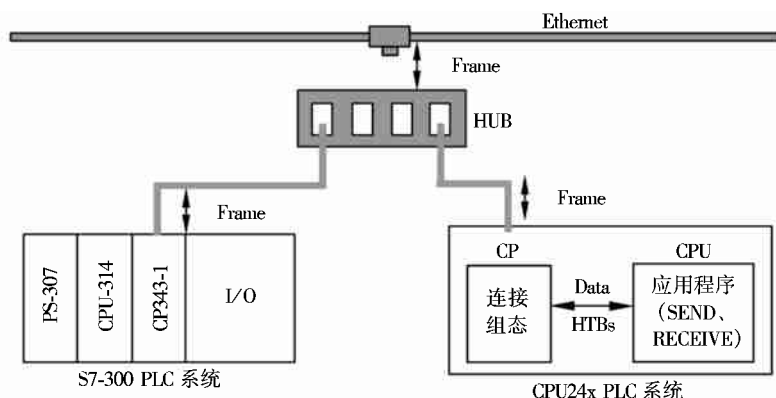 Ethernet
Frame
HUB
Frame
Frame
PS-307
CPU-314
CP343-1
I/O
S7-300 PLC 系统
CP
CPU
连接
组态
Data
HTBs
应用程序
(SEND、
RECEIVE)
CPU24x PLC 系统